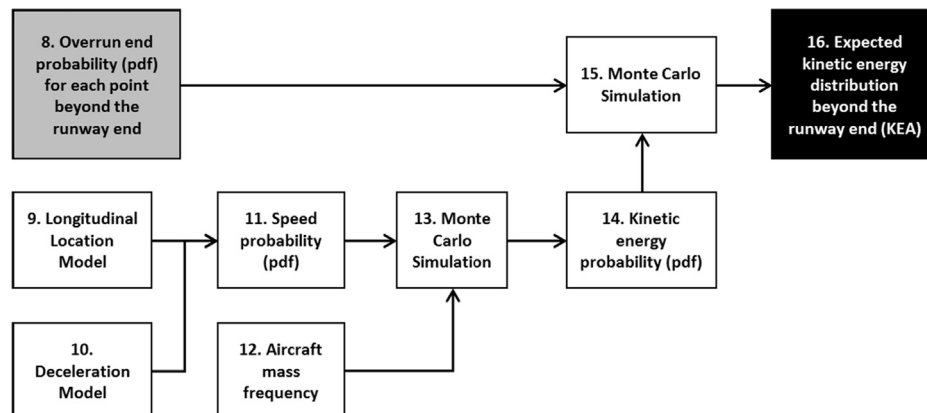 8. Overrun end
probability (pdf)
for each point
beyond the
runway end
15. Monte Carlo
Simulation
16. Expected
kinetic energy
distribution
beyond the
runway end (KEA)
9. Longitudinal
Location
Model
11. Speed
probability
(pdf)
13. Monte
Carlo
Simulation
14. Kinetic
energy
probability (pdf)
10.
Deceleration
Model
12. Aircraft
mass
frequency